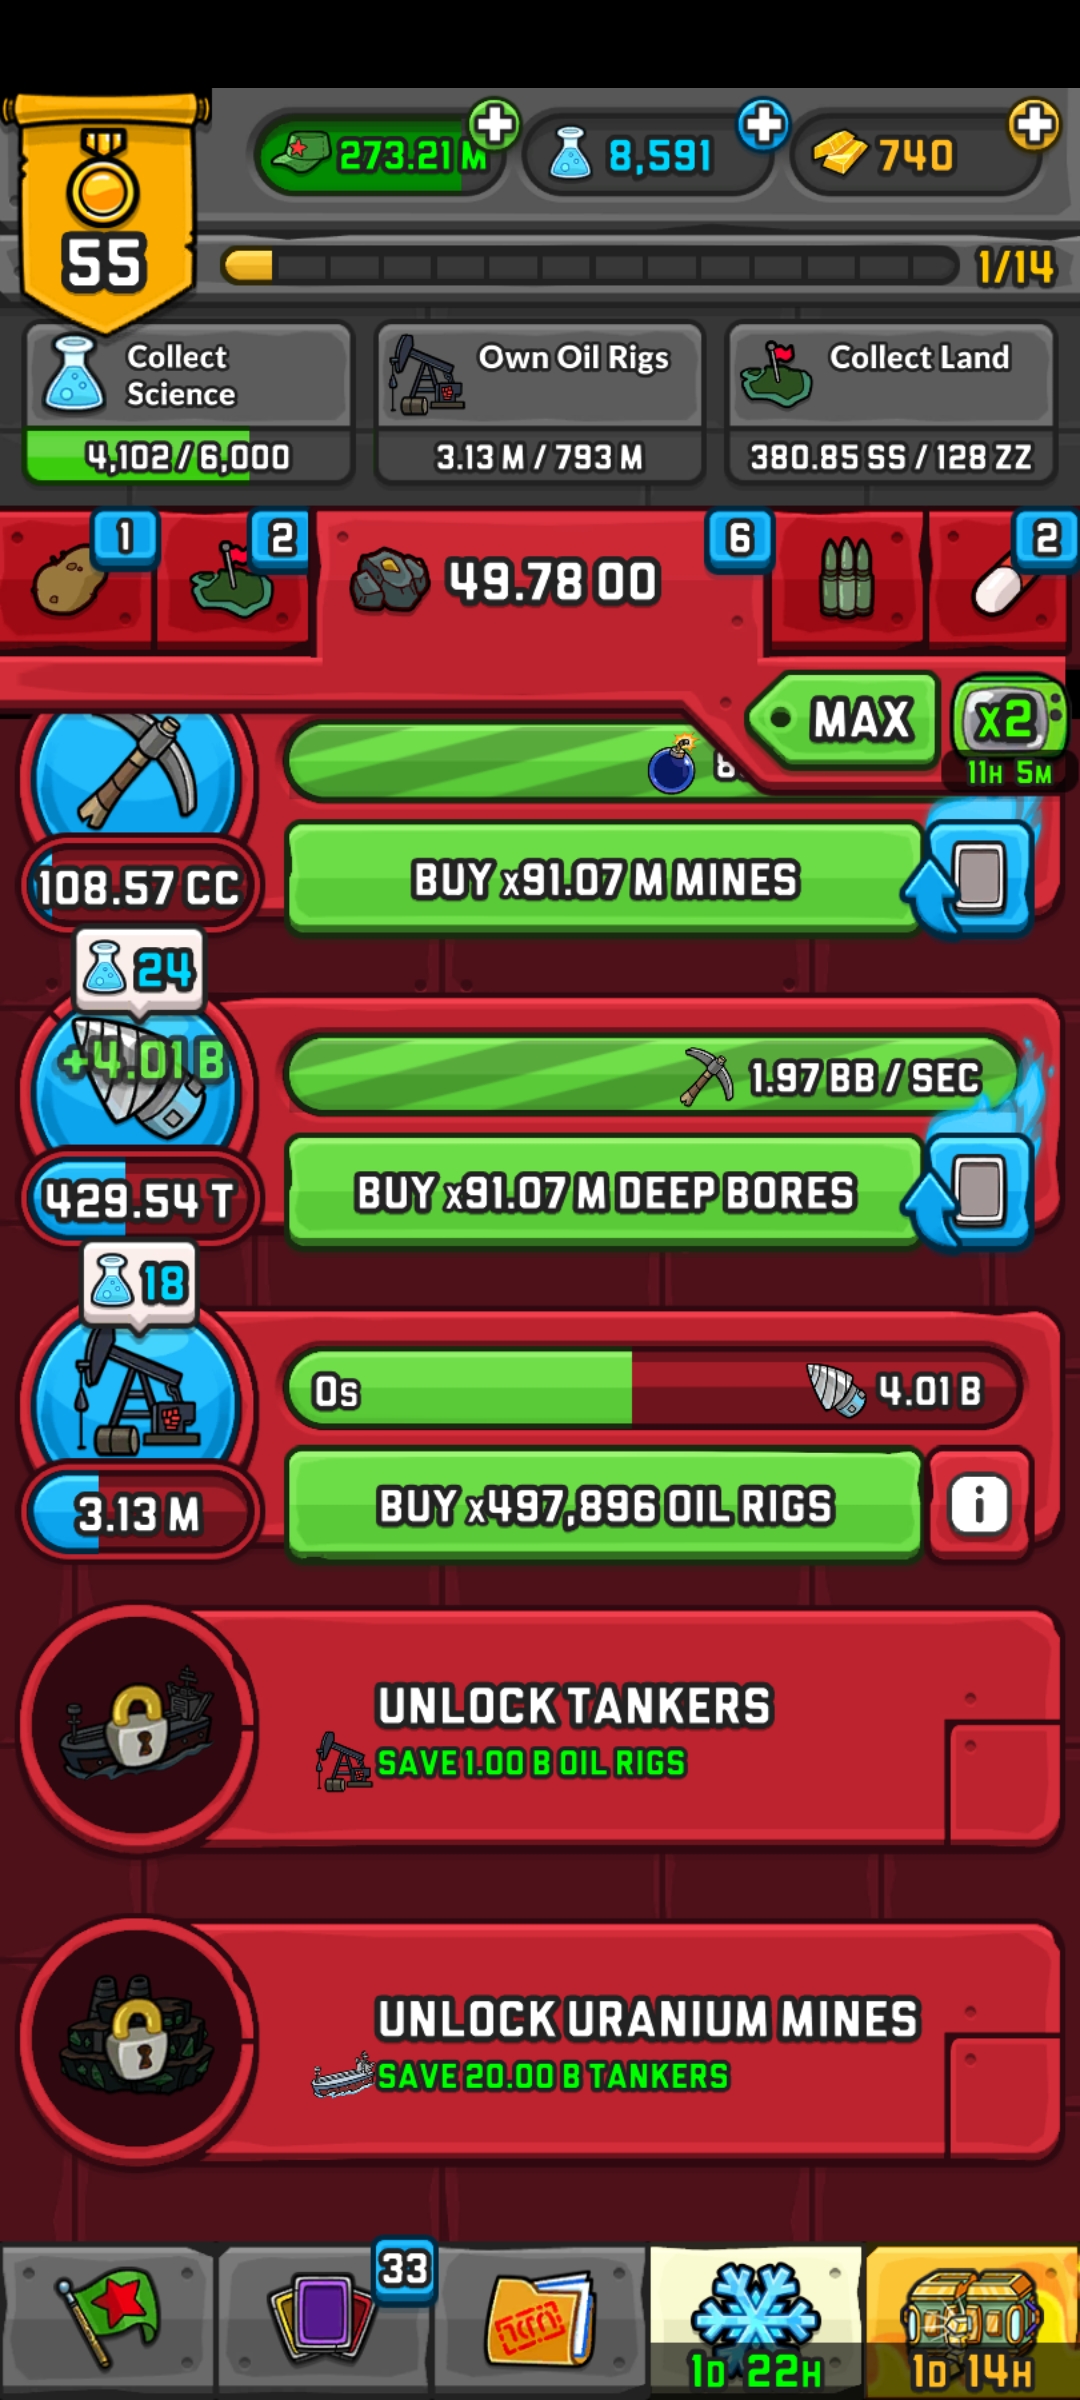 273.21 M
8,591
740
55
1/14
Collect
Science
4,102 / 6,000
Own Oil Rigs
3.13 M / 793 M
Collect Land
380.85 SS / 128 ZZ
1
2
49.78 OO
6
2
MAX
x2
11H 5M
108.57 CC
BUY x91.07 M MINES
24
+4.01 B
1.97 BB / SEC
429.54 T
BUY x91.07 M DEEP BORES
18
0s
4.01 B
3.13 M
BUY x497,896 OIL RIGS
i
UNLOCK TANKERS
SAVE 1.00 B OIL RIGS
UNLOCK URANIUM MINES
SAVE 20.00 B TANKERS
33
1D 22H
1D 14H